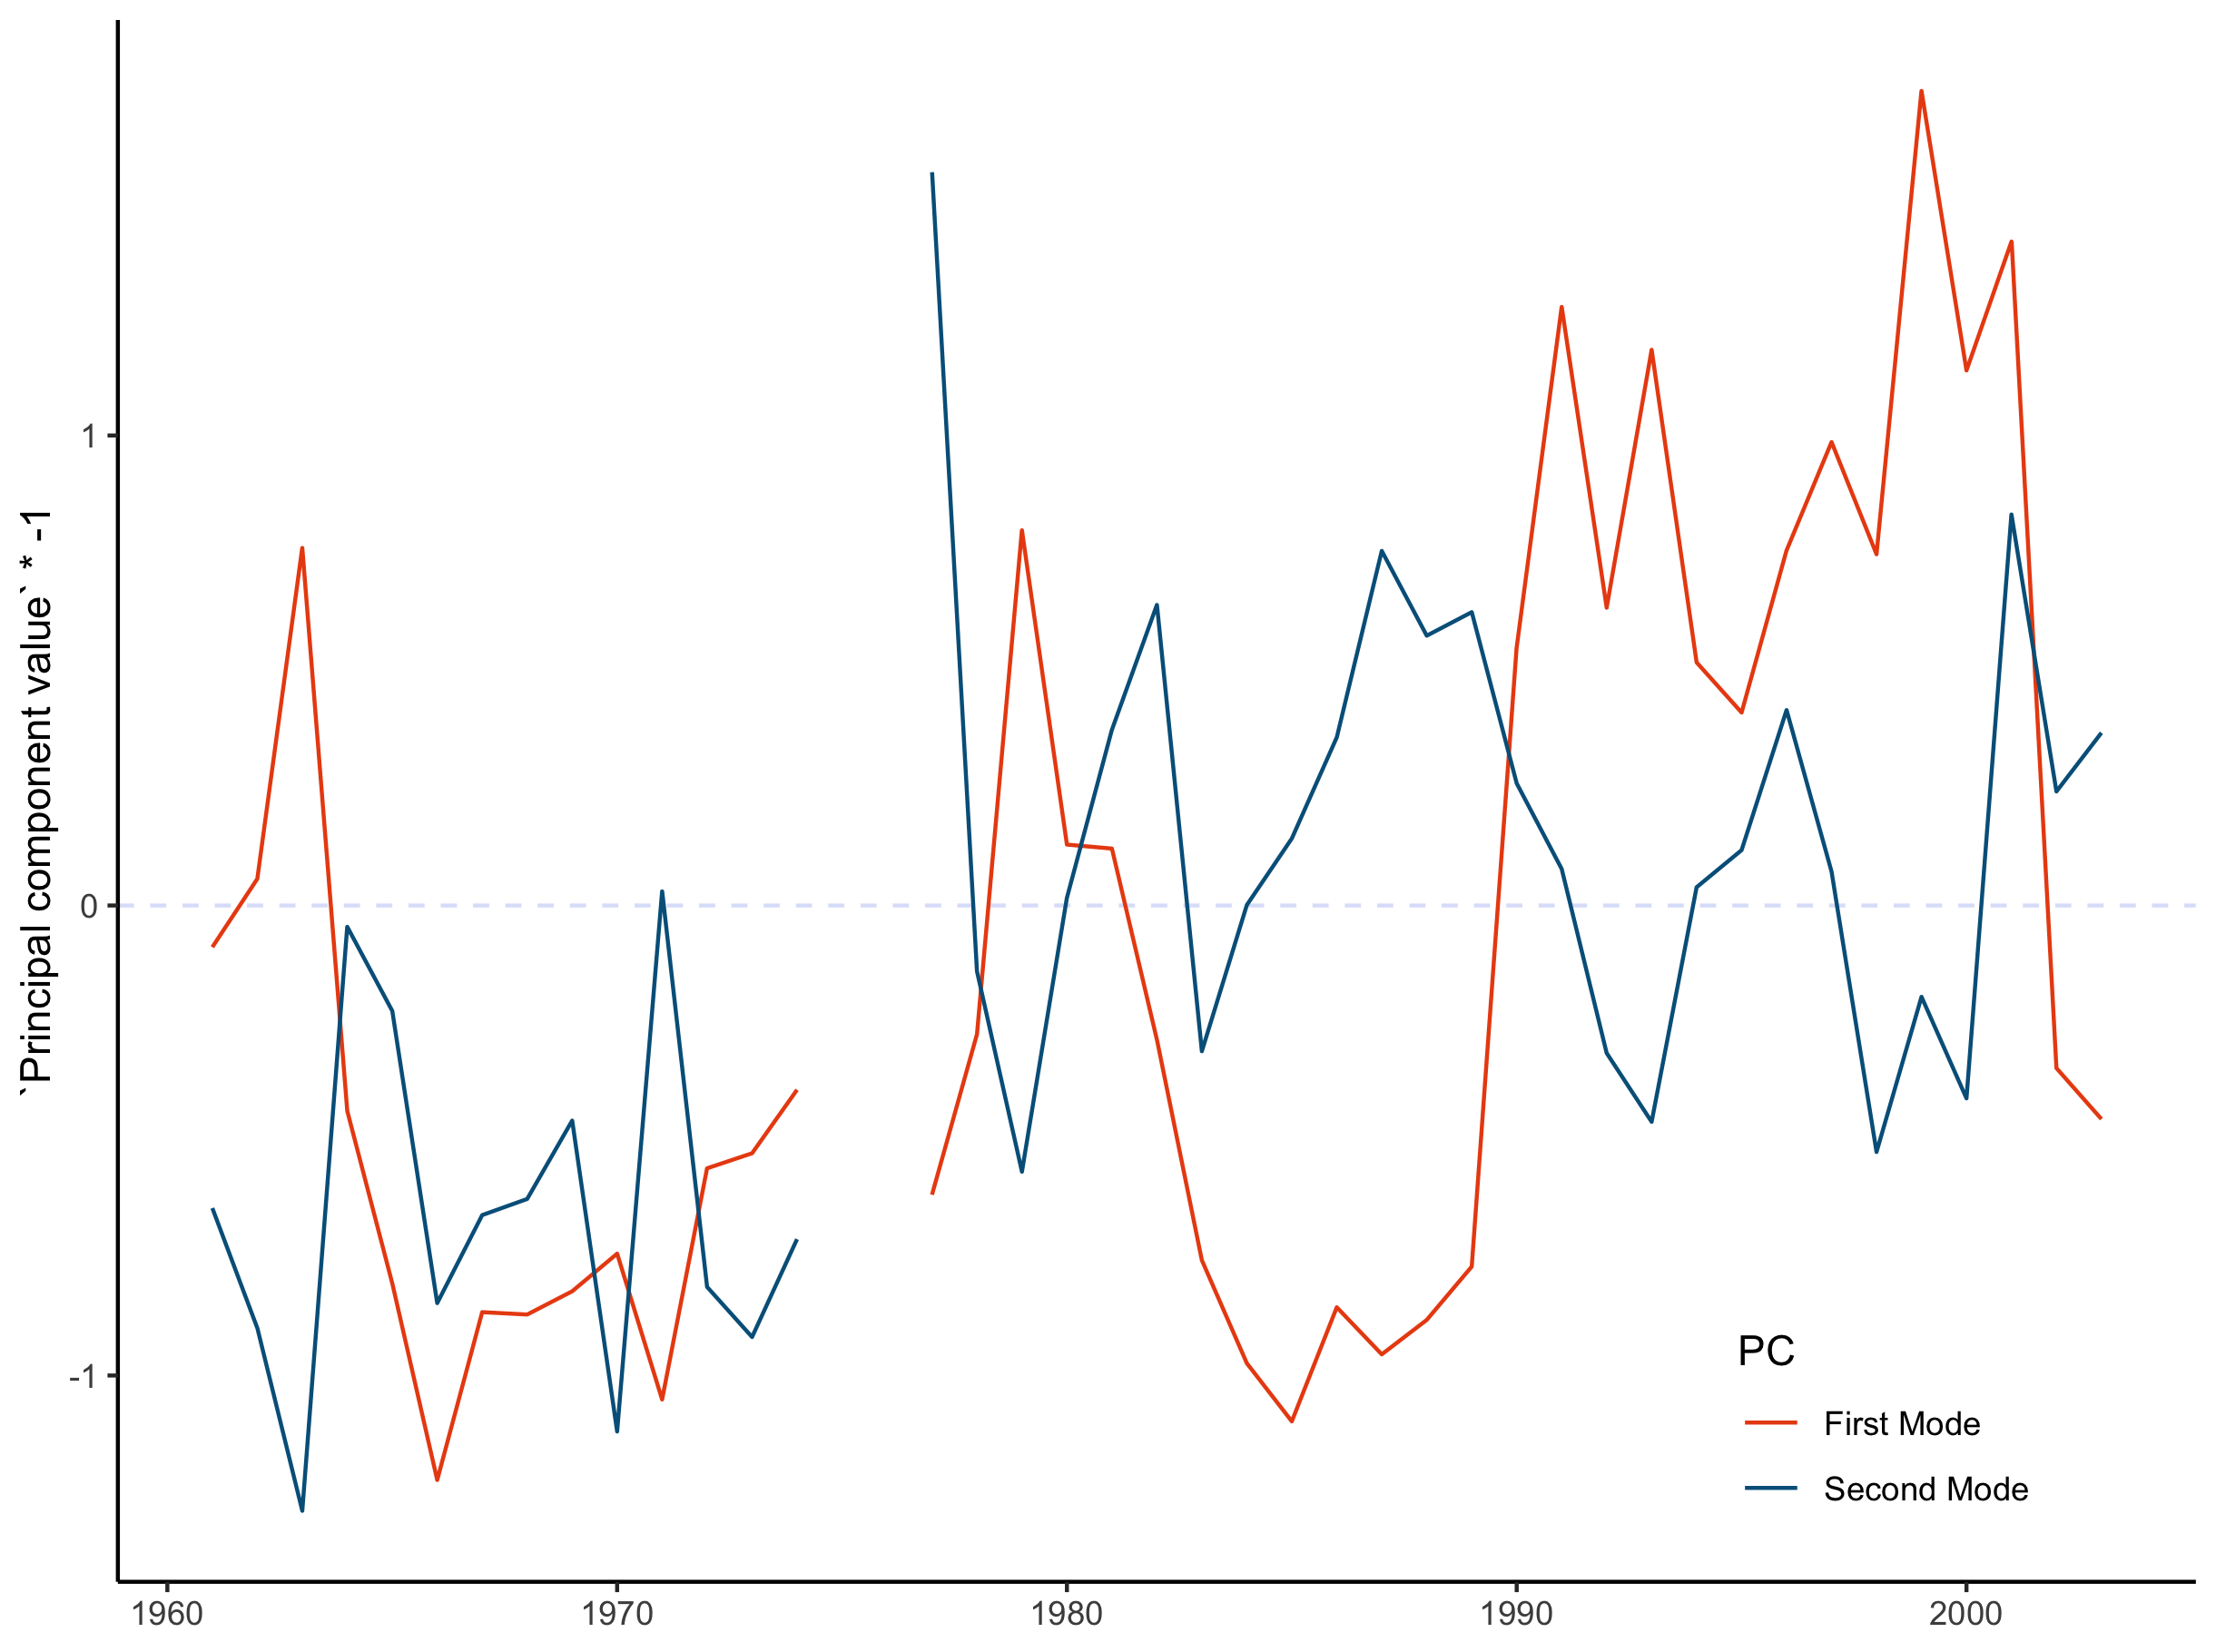 `Principal component value` * -1
1
0
-1
1960 1970 1980 1990 2000
PC
First Mode
Second Mode